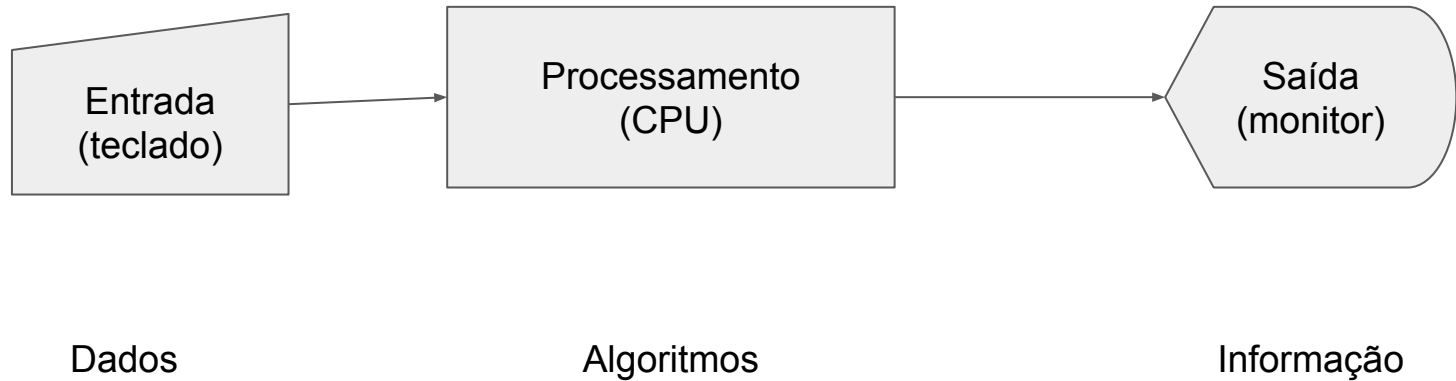 Entrada
(teclado)
Processamento
(CPU)
Saída
(monitor)
Dados
Algoritmos
Informação